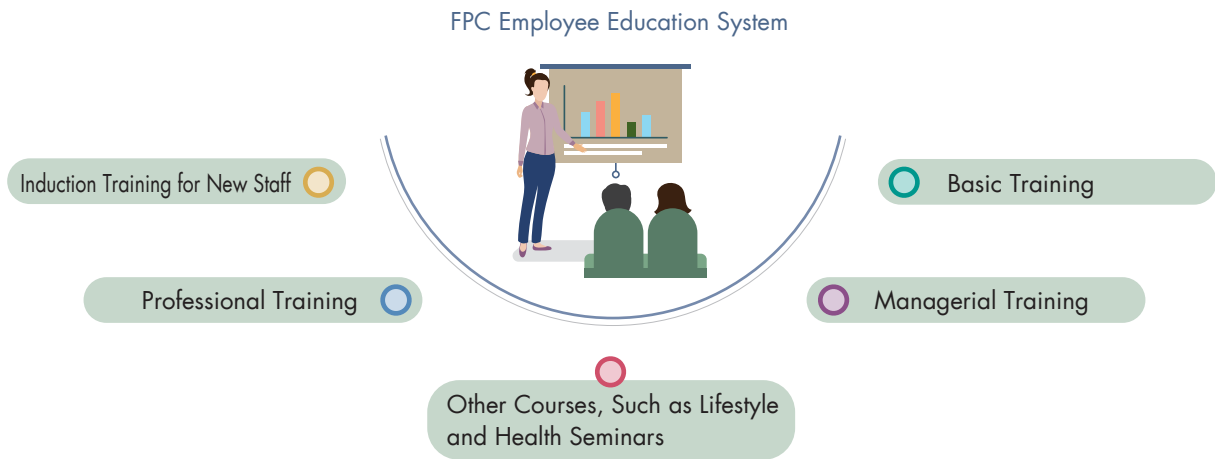 FPC Employee Education System
Induction Training for New Staff
Basic Training
Professional Training
Managerial Training
Other Courses, Such as Lifestyle
and Health Seminars